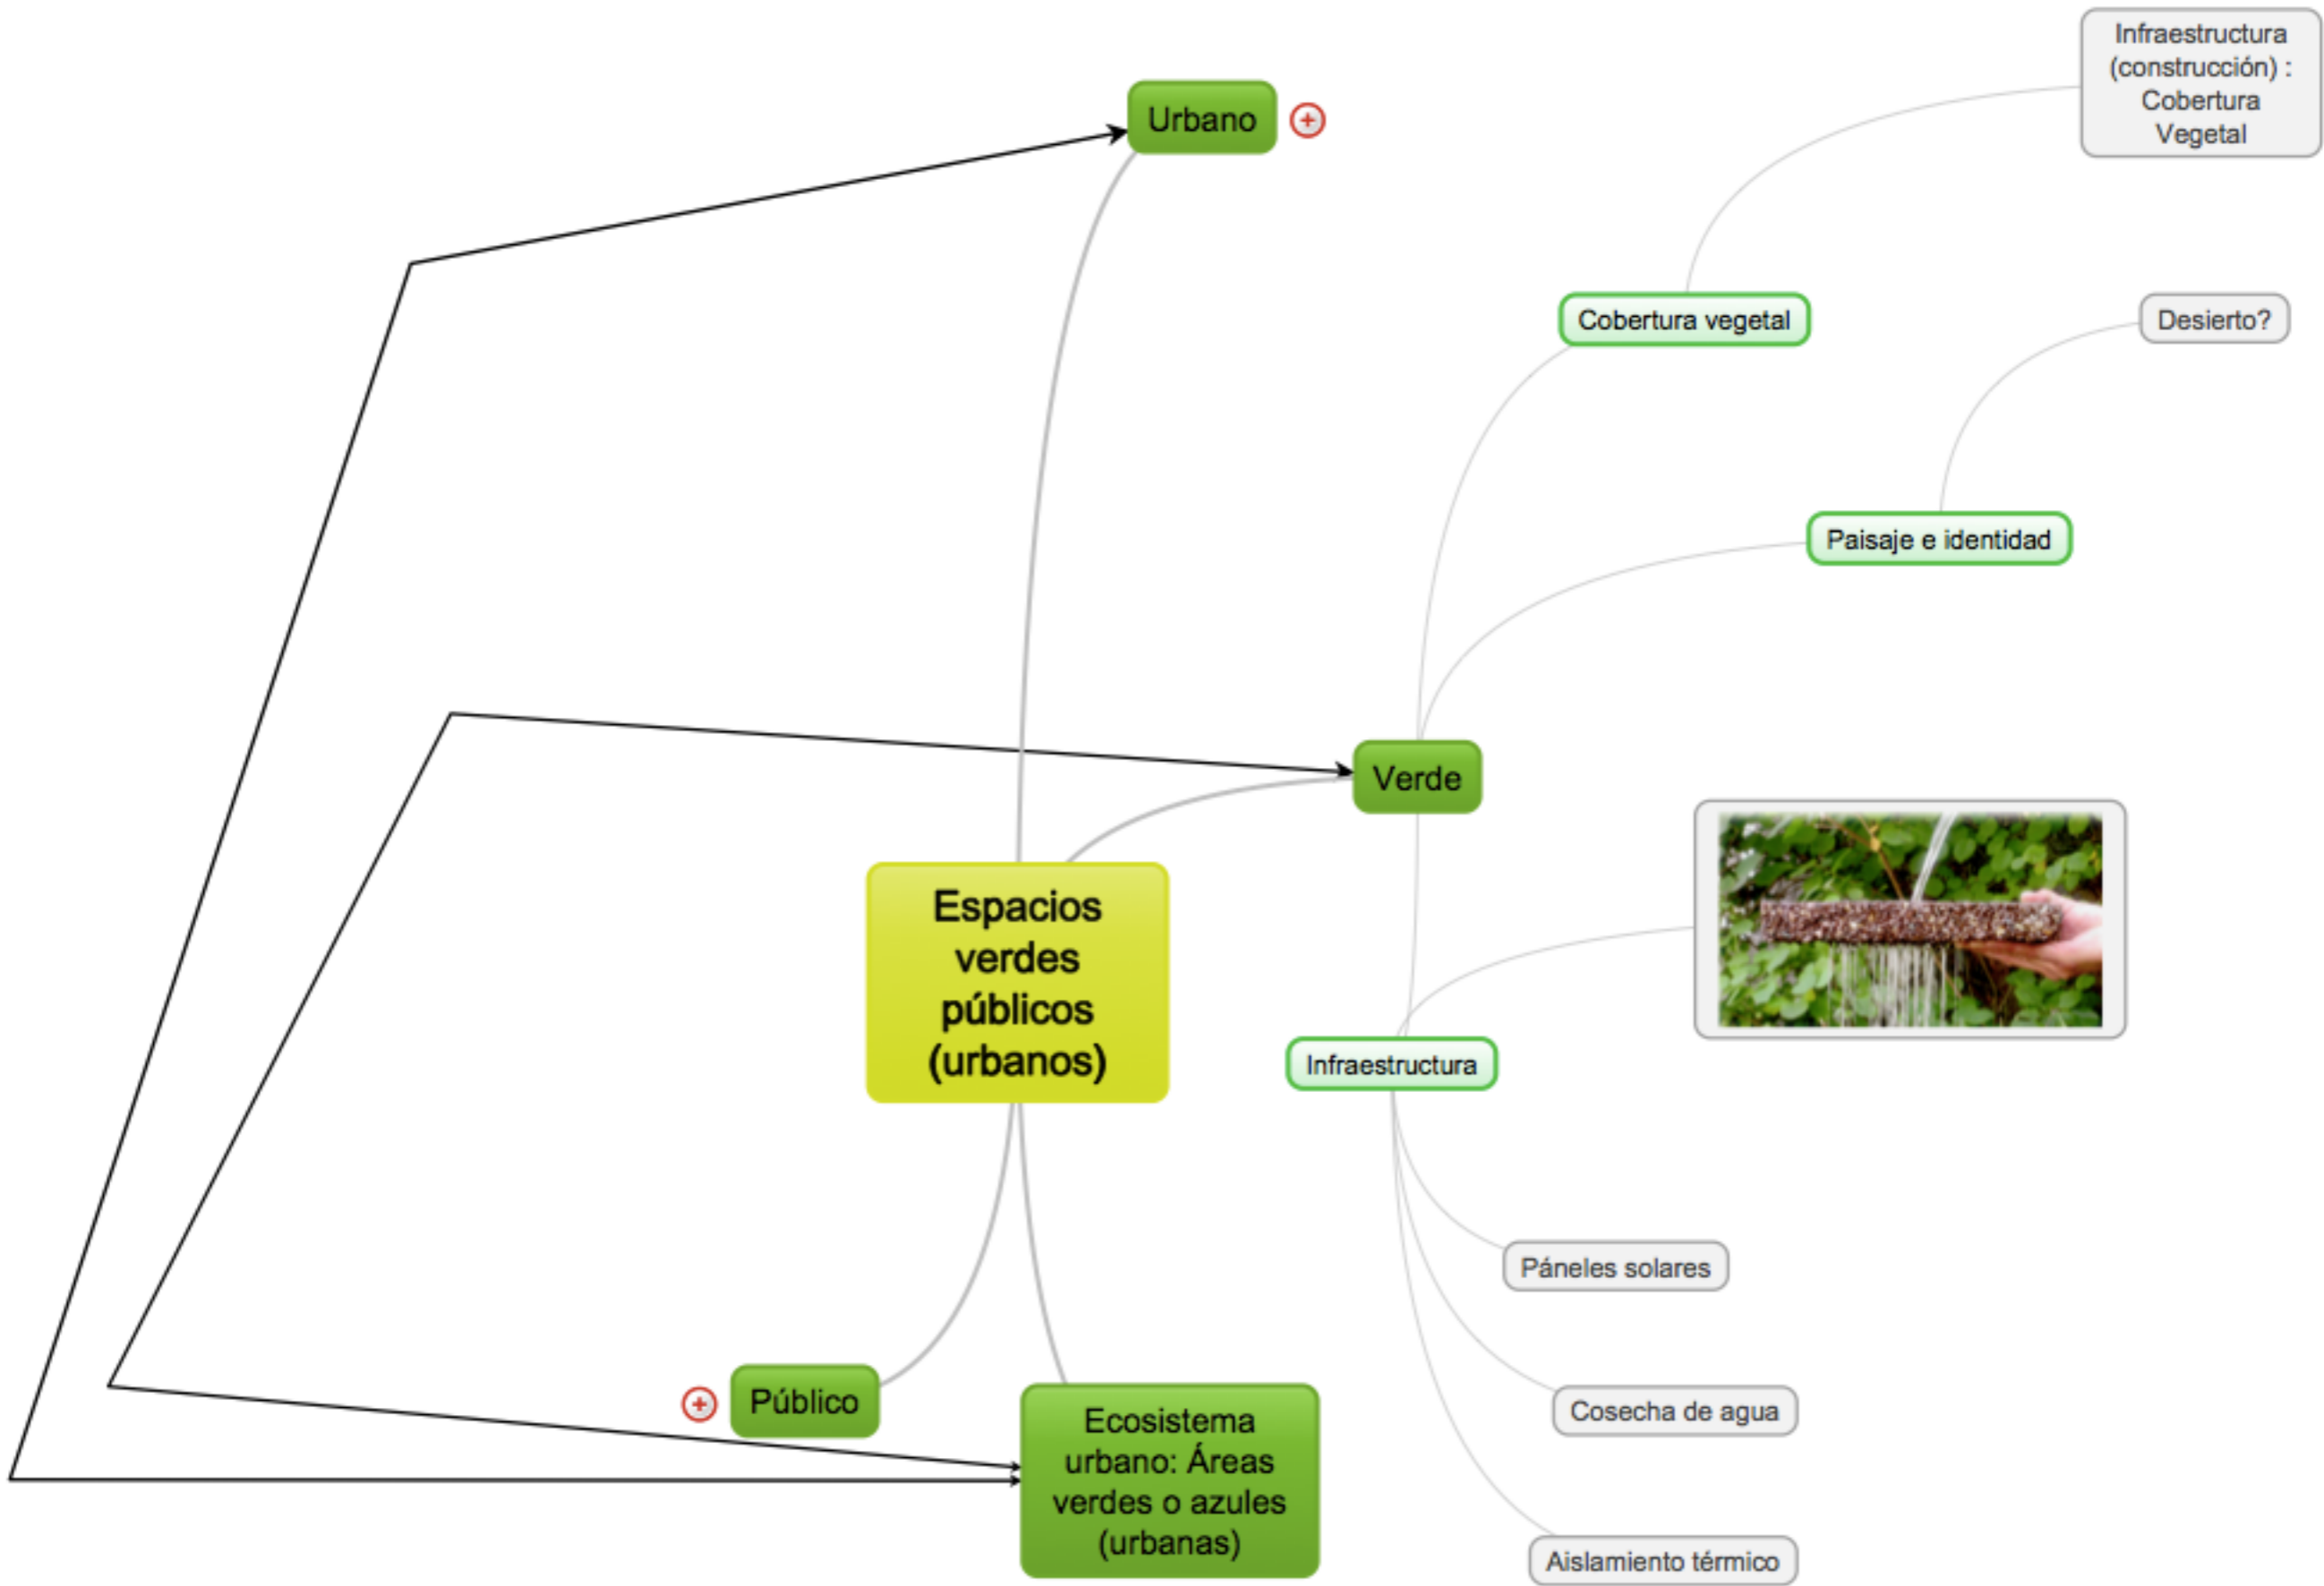 Infraestructura
(construcción) :
Cobertura
Vegetal
Urbano
Cobertura vegetal
Desierto?
Paisaje e identidad
Verde
Espacios
verdes
públicos
(urbanos)
Infraestructura
Páneles solares
Público
Ecosistema
urbano: Áreas
verdes o azules
(urbanas)
Cosecha de agua
Aislamiento térmico